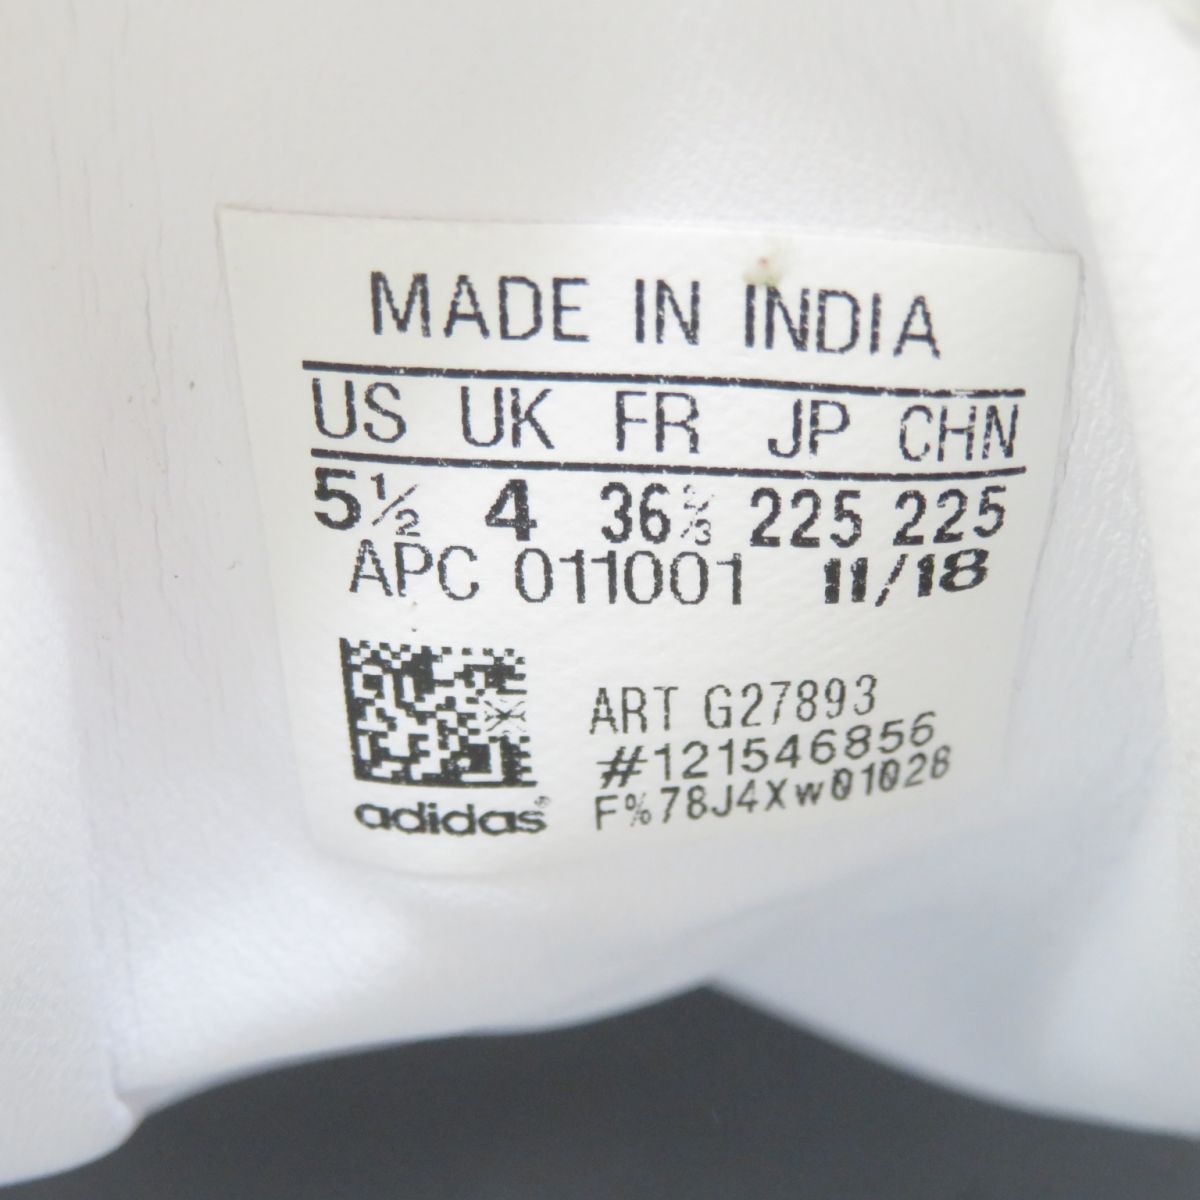 MADE IN INDIA
US UK FR JP CHN
5½ 4 36⅔ 225 225
APC 011001 11/18
ART G27893
#121546856
F%78J4Xw01028
adidas®